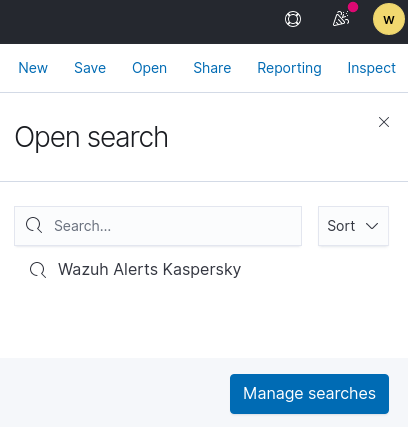 w
New Save Open Share Reporting Inspect
Open search
Search... Sort
Wazuh Alerts Kaspersky
Manage searches